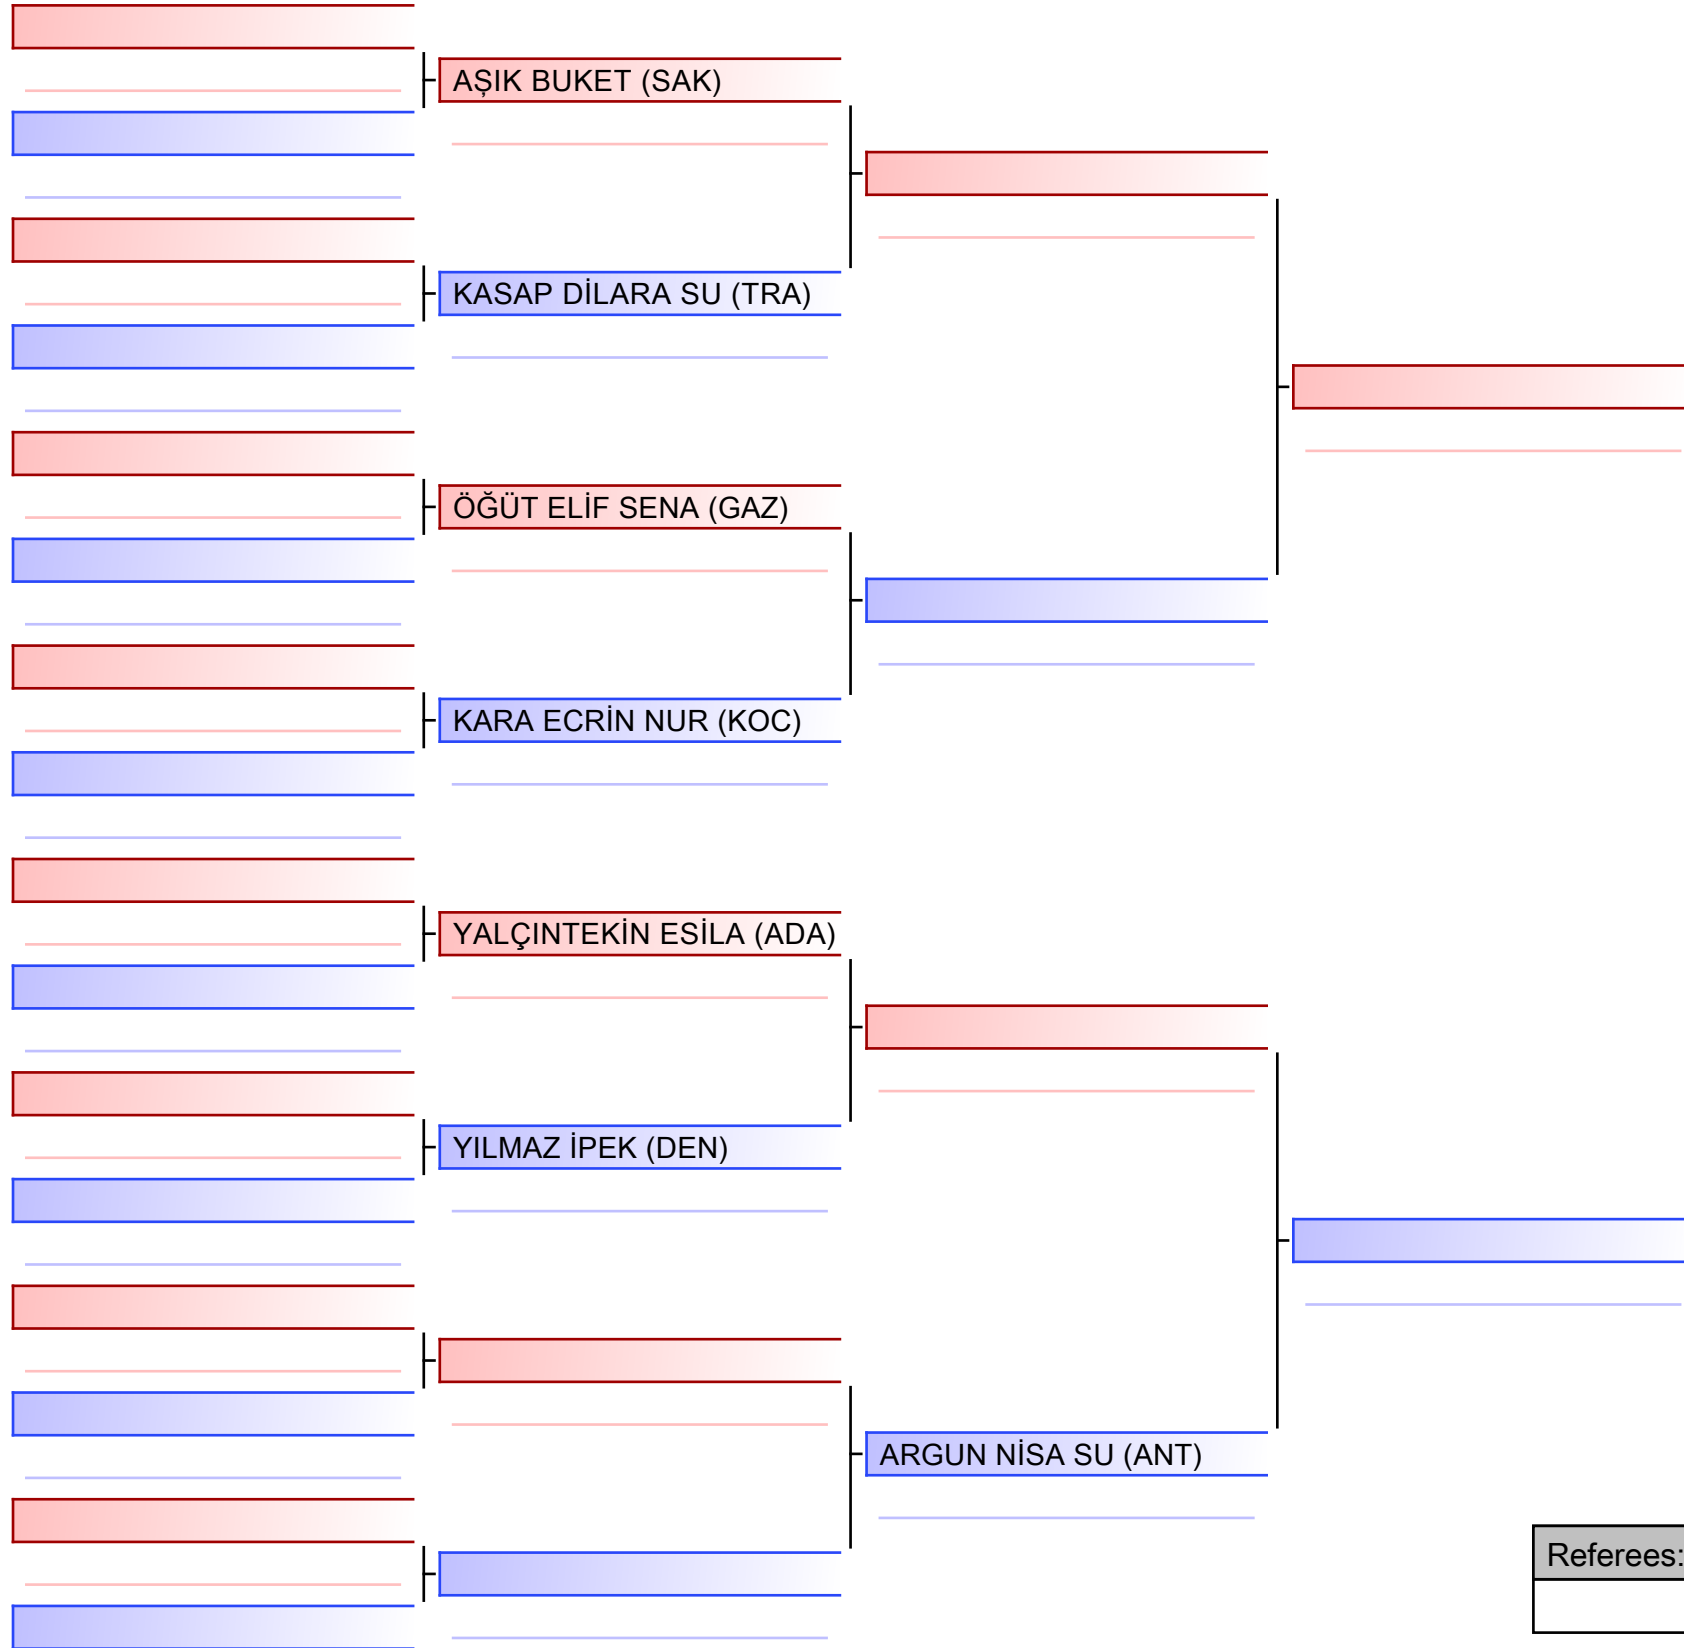 AŞIK BUKET (SAK)
KASAP DİLARA SU (TRA)
ÖĞÜT ELİF SENA (GAZ)
KARA ECRİN NUR (KOC)
YALÇINTEKİN ESİLA (ADA)
YILMAZ İPEK (DEN)
ARGUN NİSA SU (ANT)
Referees: